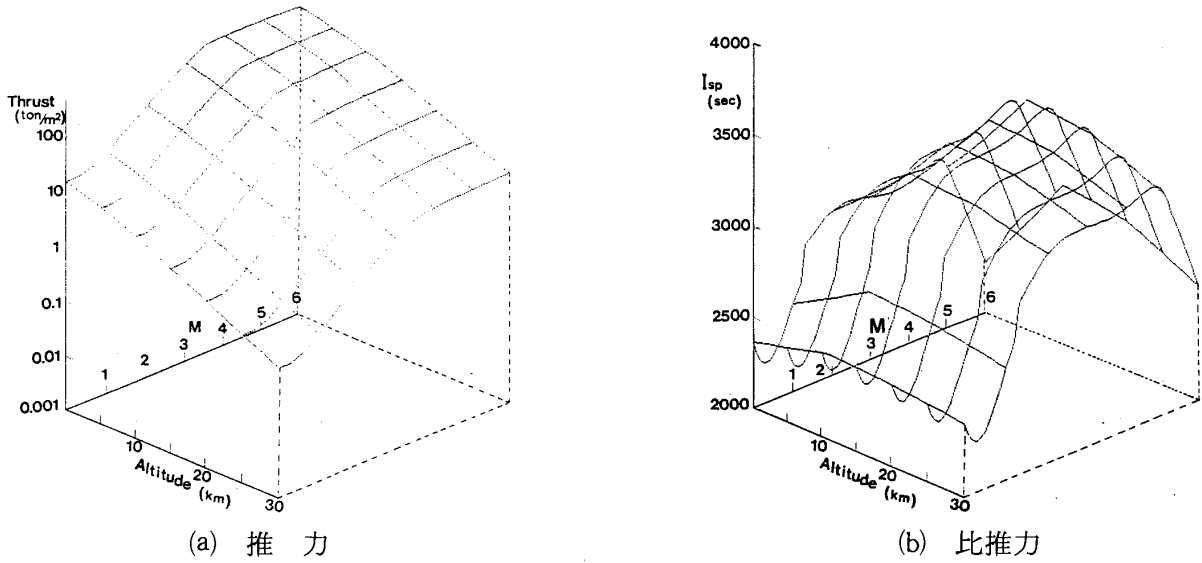 Thrust
(ton/m²)
100
10
1
0.1
0.01
0.001
1
2
3
M
4
5
6
10
20
30
Altitude (km)
(a) 推 力
4000
Isp
(sec)
3500
3000
2500
2000
1
2
3
M
4
5
6
10
20
30
Altitude (km)
(b) 比推力